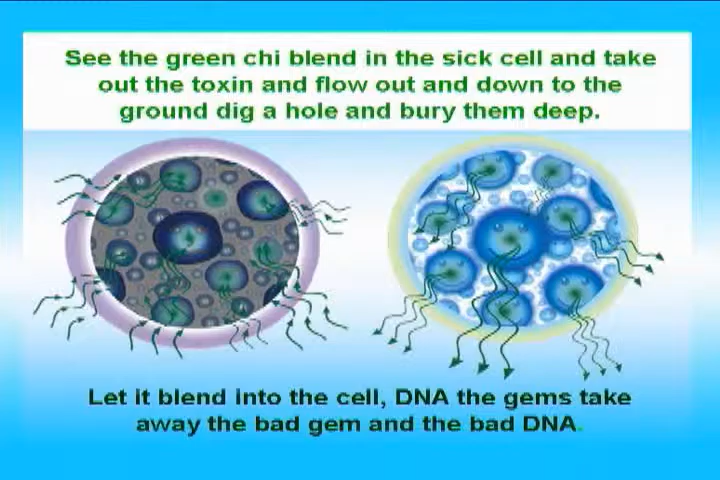 See the green chi blend in the sick cell and take
out the toxin and flow out and down to the
ground dig a hole and bury them deep.
Let it blend into the cell, DNA the gems take
away the bad gem and the bad DNA.